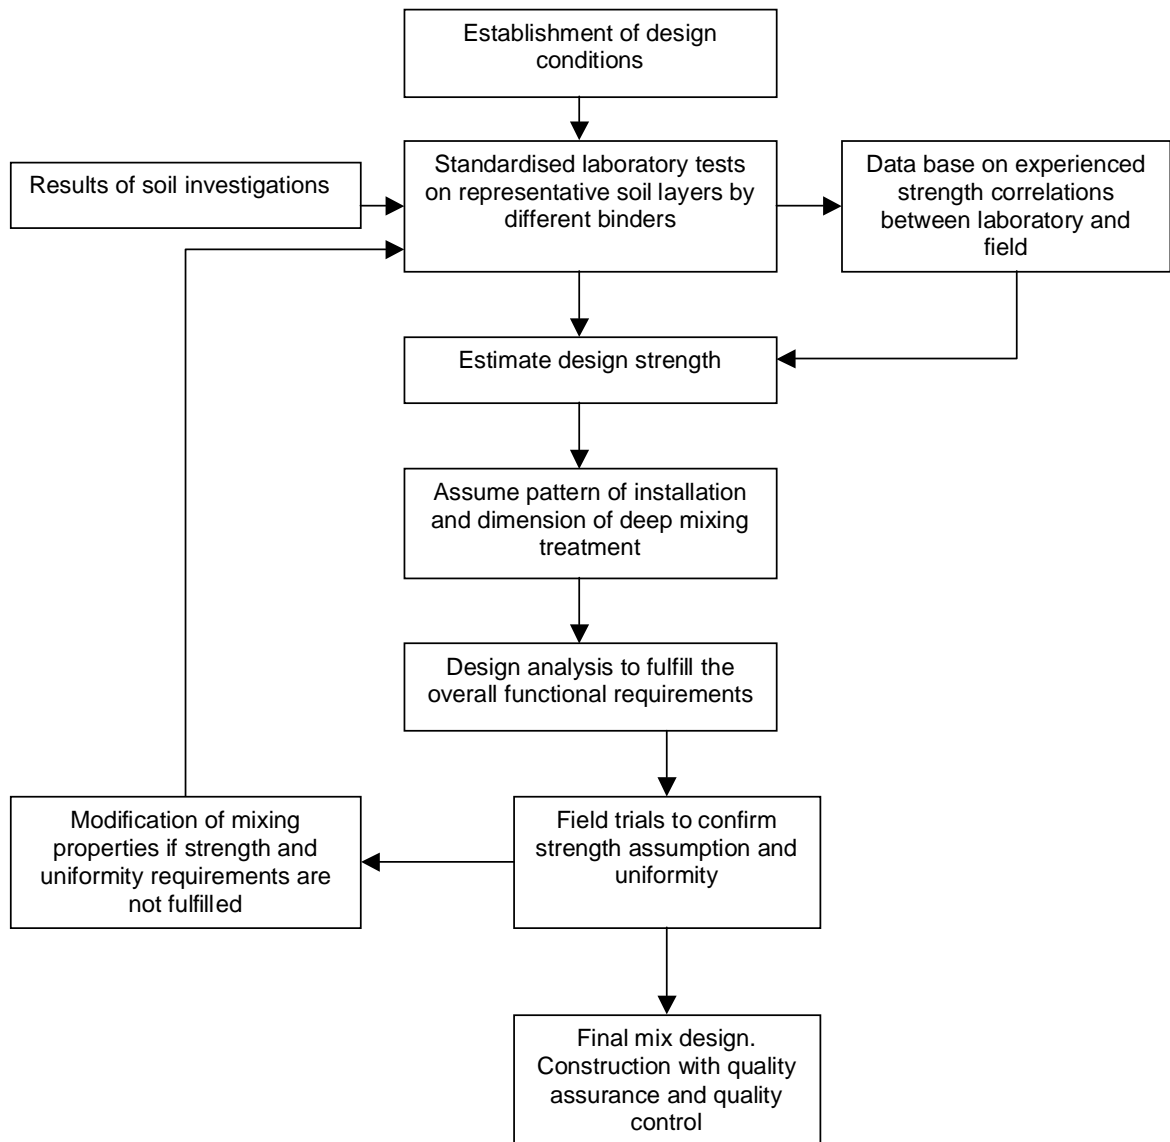 Establishment of design
conditions
Results of soil investigations
Standardised laboratory tests
on representative soil layers by
different binders
Data base on experienced
strength correlations
between laboratory and
field
Estimate design strength
Assume pattern of installation
and dimension of deep mixing
treatment
Design analysis to fulfill the
overall functional requirements
Modification of mixing
properties if strength and
uniformity requirements are
not fulfilled
Field trials to confirm
strength assumption and
uniformity
Final mix design.
Construction with quality
assurance and quality
control